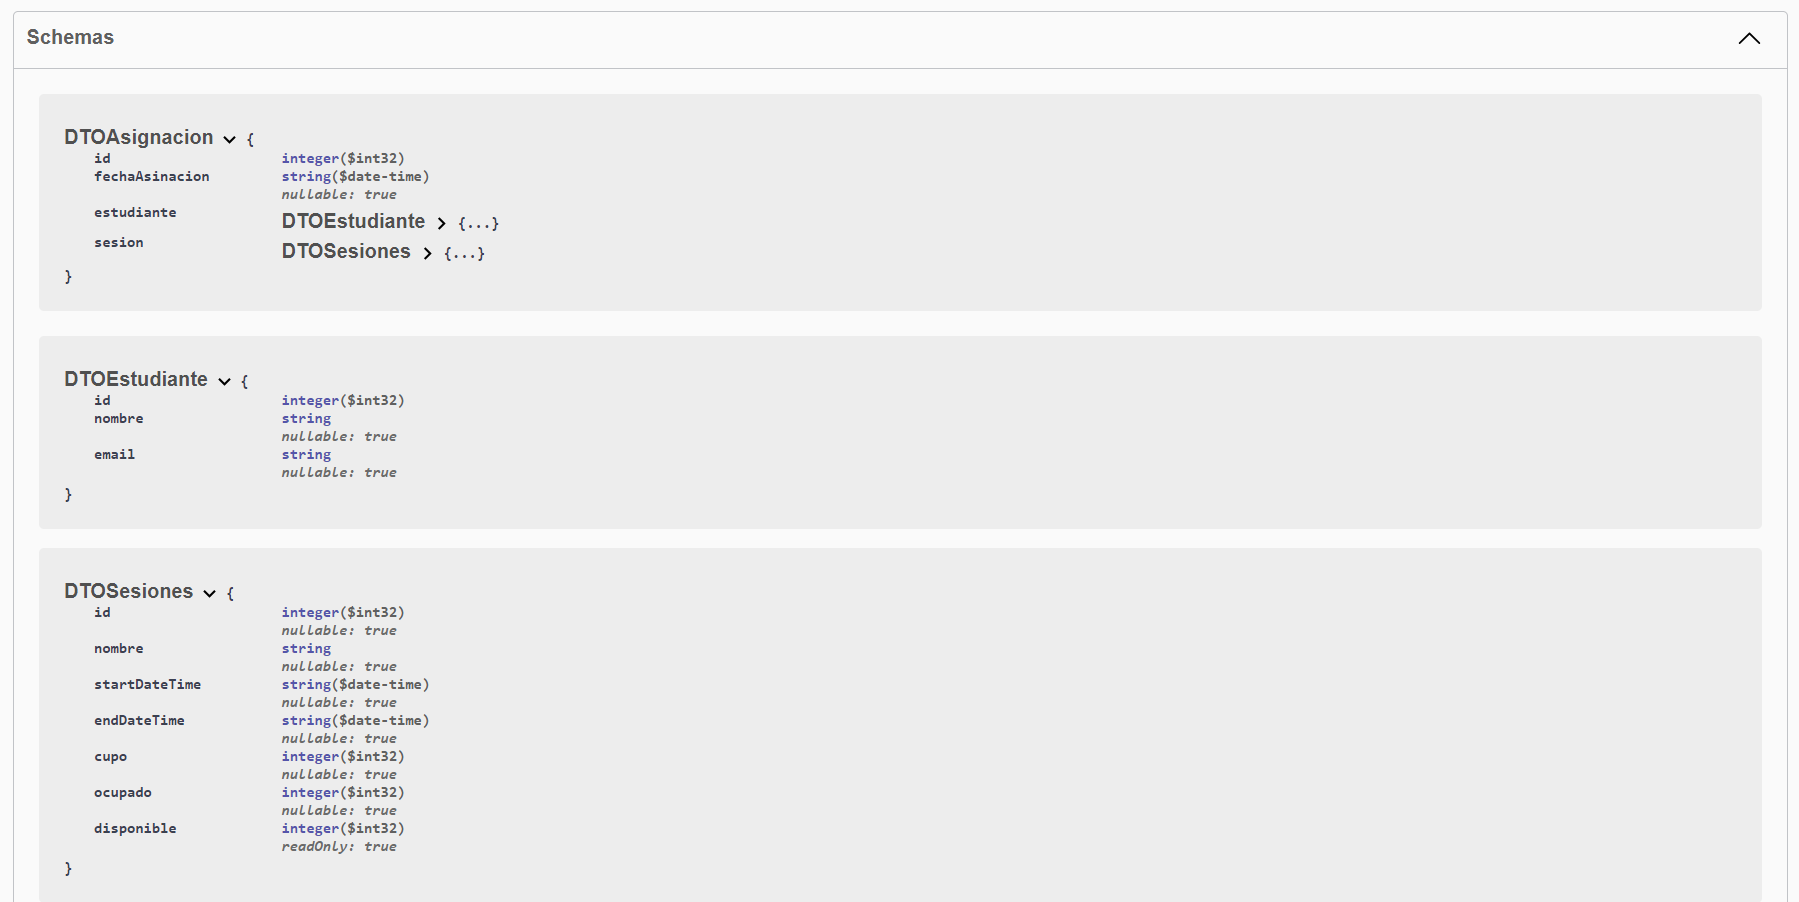 Schemas
DTOAsignacion {
id integer($int32)
fechaAsinacion string($date-time)
nullable: true
estudiante DTOEstudiante {...}
sesion DTOSesiones {...}
}
DTOEstudiante {
id integer($int32)
nombre string
nullable: true
email string
nullable: true
}
DTOSesiones {
id integer($int32)
nullable: true
nombre string
nullable: true
startDateTime string($date-time)
nullable: true
endDateTime string($date-time)
nullable: true
cupo integer($int32)
nullable: true
ocupado integer($int32)
nullable: true
disponible integer($int32)
readOnly: true
}